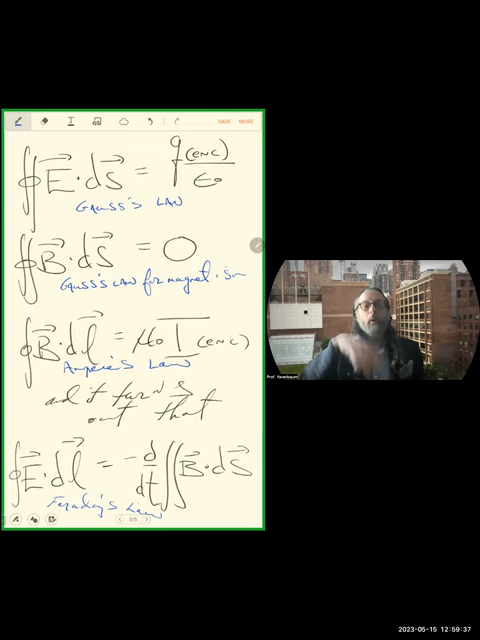 SAVE MORE
∯ E⃗ · dS⃗ = q(ENC) / ε₀
GAUSS'S LAW
∯ B⃗ · dS⃗ = 0
GAUSS'S LAW for magnetism
∮ B⃗ · dl⃗ = μ₀ I (ENC)
Ampere's Law
and it turns
out that
∮ E⃗ · dl⃗ = - d/dt ∬ B⃗ · dS⃗
Faraday's Law
3/5
Prof. Yaverbaum
2023-05-15 12:59:37